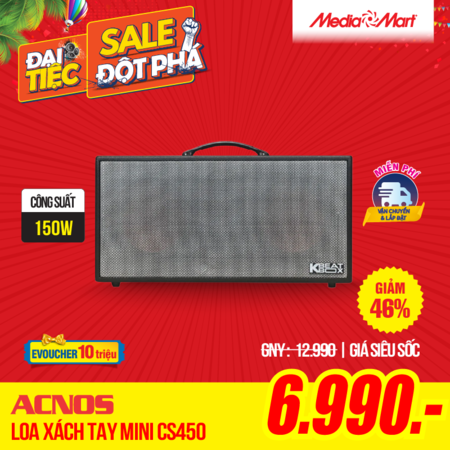 ĐẠI
TIỆC
SALE
ĐỘT PHÁ
MediaMart
CÔNG SUẤT
150W
MIỄN PHÍ
VẬN CHUYỂN
& LẮP ĐẶT
KBEAT
BOX
GIẢM
46%
EVOUCHER 10 triệu
GNY: 12.990 | GIÁ SIÊU SỐC
6.990.-
ACNOS
LOA XÁCH TAY MINI CS450